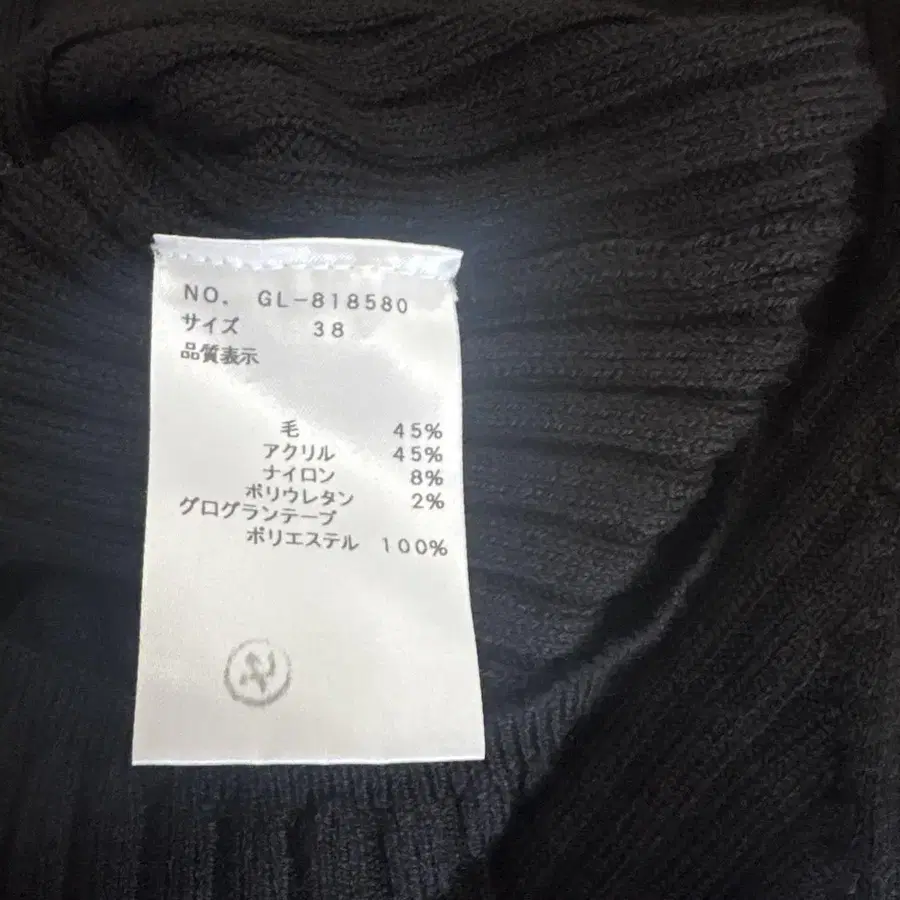 NO. GL-818580
サイズ 38
品質表示
毛 45%
アクリル 45%
ナイロン 8%
ポリウレタン 2%
グログランテープ
ポリエステル 100%